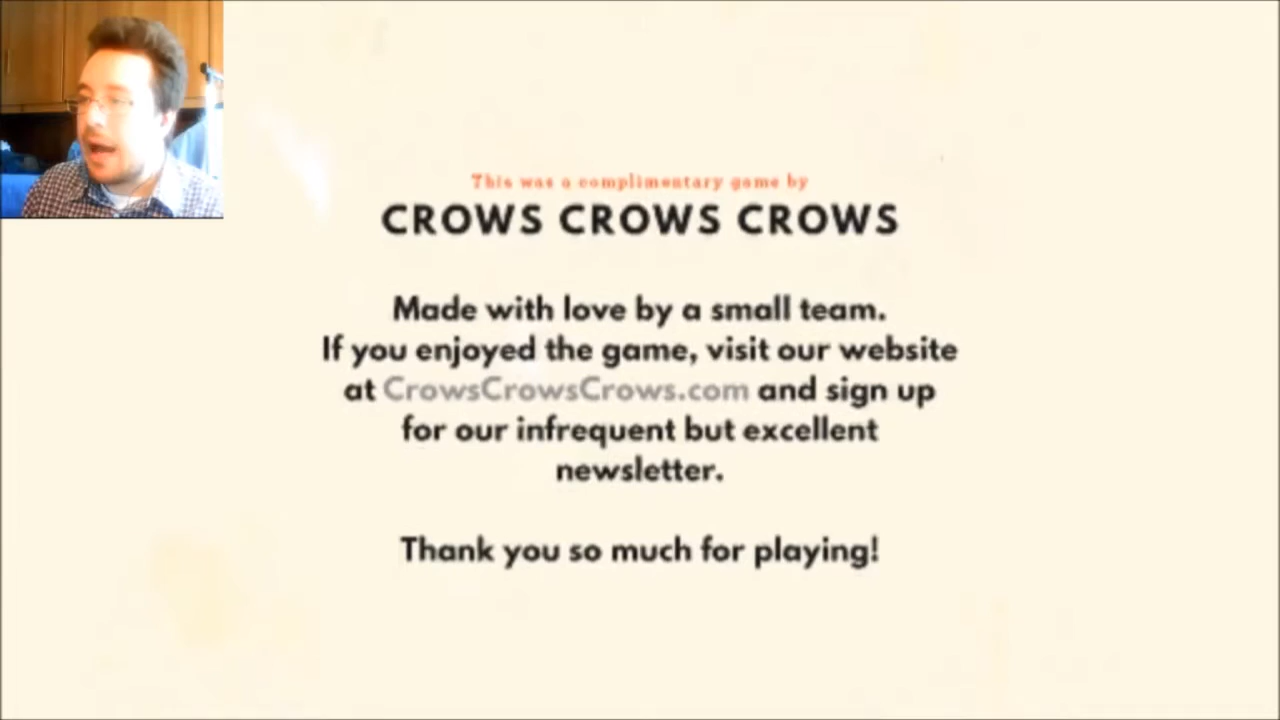 This was a complimentary game by
CROWS CROWS CROWS
Made with love by a small team.
If you enjoyed the game, visit our website
at CrowsCrowsCrows.com and sign up
for our infrequent but excellent
newsletter.
Thank you so much for playing!